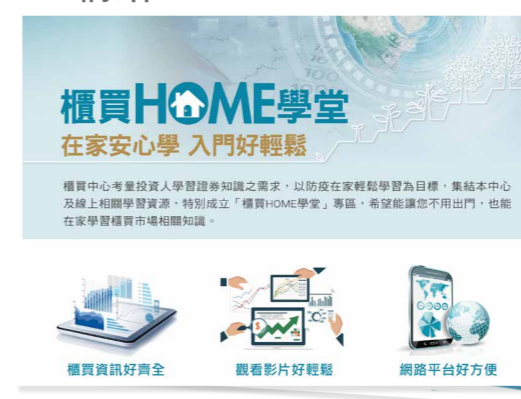 櫃買HOME學堂
在家安心學 入門好輕鬆
櫃買中心考量投資人學習證券知識之需求，以防疫在家輕鬆學習為目標，集結本中心
及線上相關學習資源，特別成立「櫃買HOME學堂」專區，希望能讓您不用出門，也能
在家學習櫃買市場相關知識。
櫃買資訊好齊全
觀看影片好輕鬆
網路平台好方便